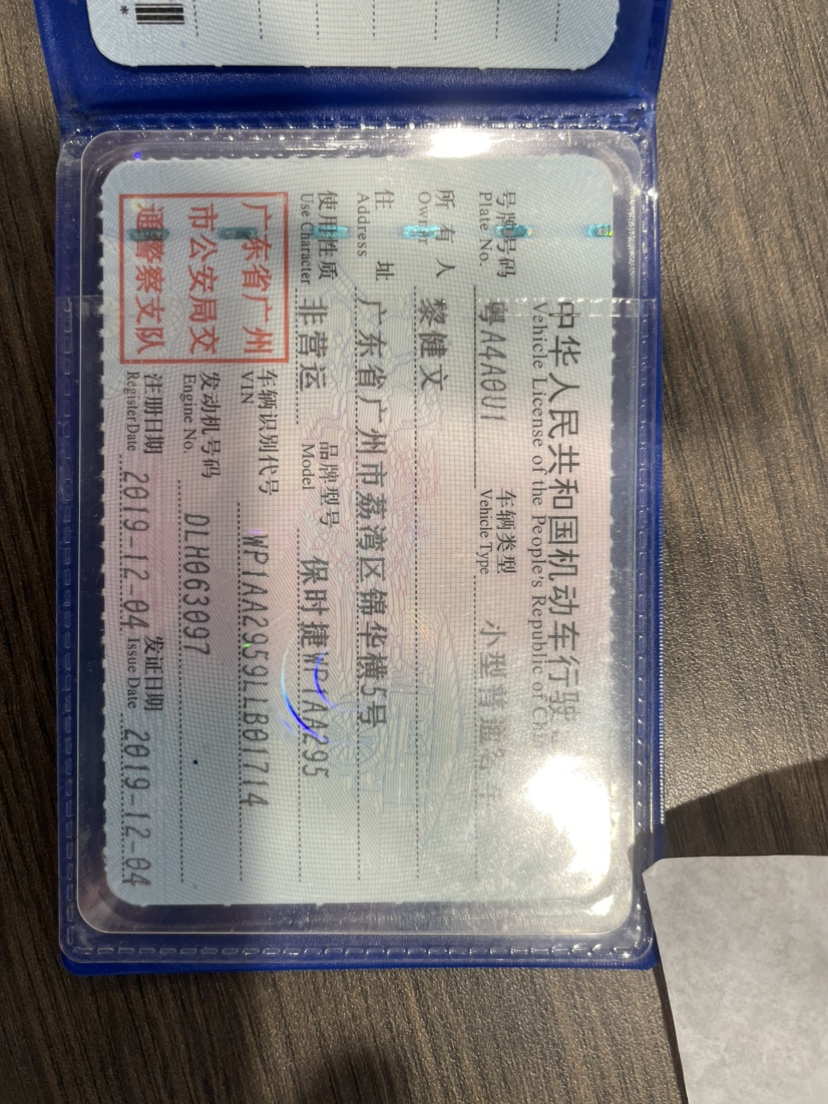 中华人民共和国机动车行驶
Vehicle License of the People's Republic of Chin
号牌号码 粤A4A0U1 车辆类型 小型普通客车
Plate No. Vehicle Type
所有人 黎健文
Owner
住址 广东省广州市荔湾区锦华横5号
Address
使用性质 非营运 品牌型号 保时捷WP1AA295
Use Character Model
广东省广州
市公安局交
通警察支队
车辆识别代号 WP1AA2959LLB01714
VIN
发动机号码 DLH063097
Engine No.
注册日期 2019-12-04 发证日期 2019-12-04
Register Date Issue Date
*